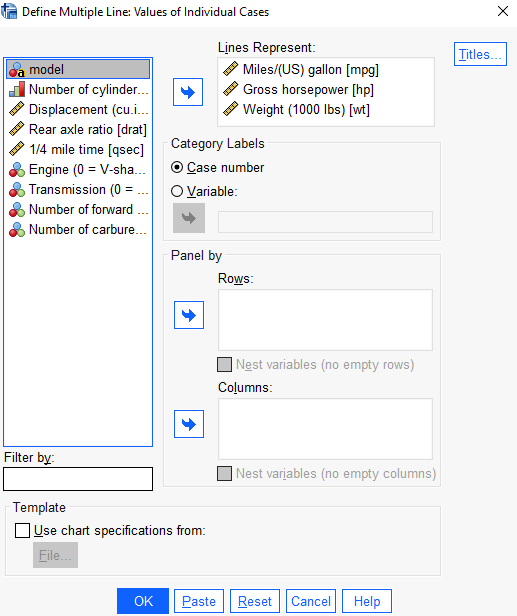 Define Multiple Line: Values of Individual Cases
model
Number of cylinder...
Displacement (cu.i...
Rear axle ratio [drat]
1/4 mile time [qsec]
Engine (0 = V-sha...
Transmission (0 = ...
Number of forward ...
Number of carbure...
Filter by:
Lines Represent:
Miles/(US) gallon [mpg]
Gross horsepower [hp]
Weight (1000 lbs) [wt]
Titles...
Category Labels
Case number
Variable:
Panel by
Rows:
Nest variables (no empty rows)
Columns:
Nest variables (no empty columns)
Template
Use chart specifications from:
File...
OK Paste Reset Cancel Help